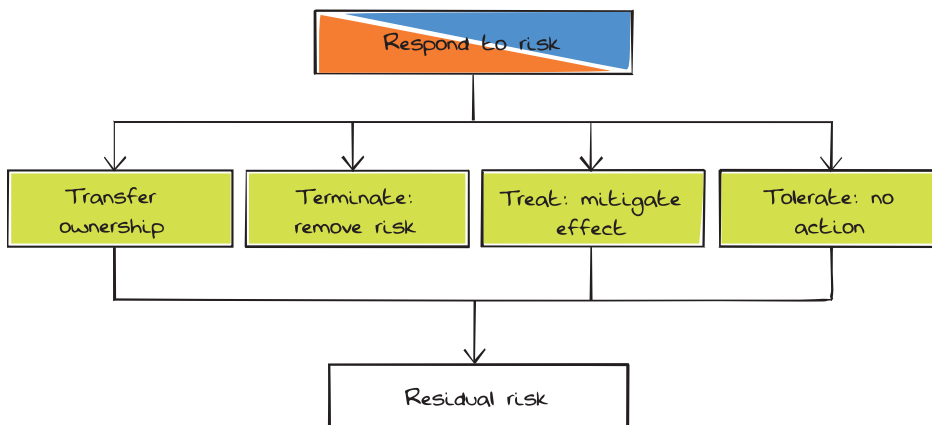 Respond to risk
Transfer
ownership
Terminate:
remove risk
Treat: mitigate
effect
Tolerate: no
action
Residual risk